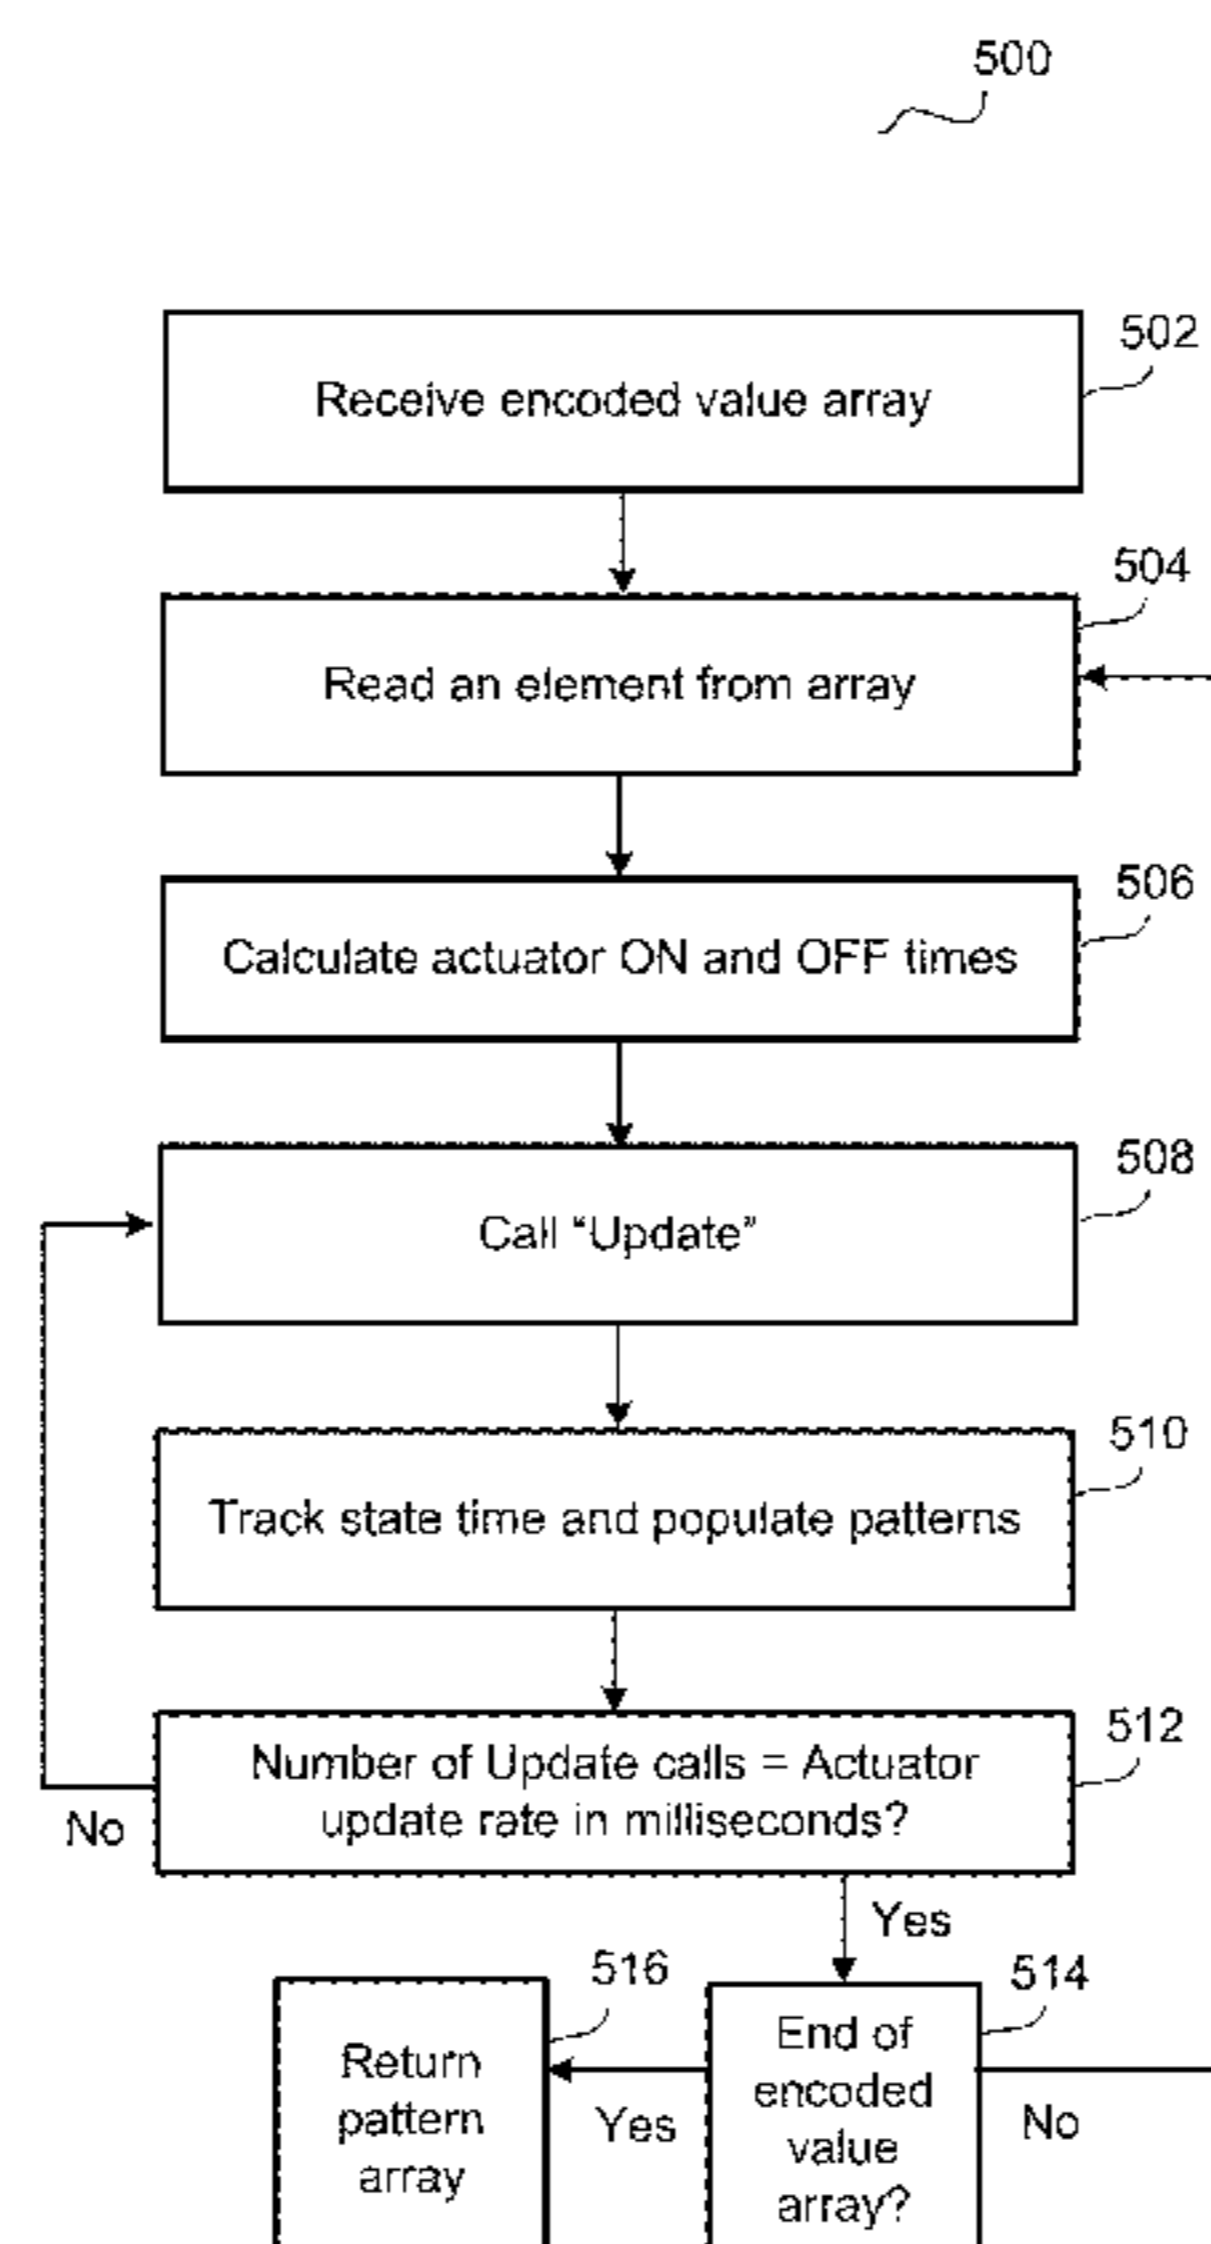 500
502
Receive encoded value array
504
Read an element from array
506
Calculate actuator ON and OFF times
508
Call “Update”
510
Track state time and populate patterns
512
Number of Update calls = Actuator
update rate in milliseconds?
No
Yes
516
514
Return
pattern
array
Yes
End of
encoded
value
array?
No